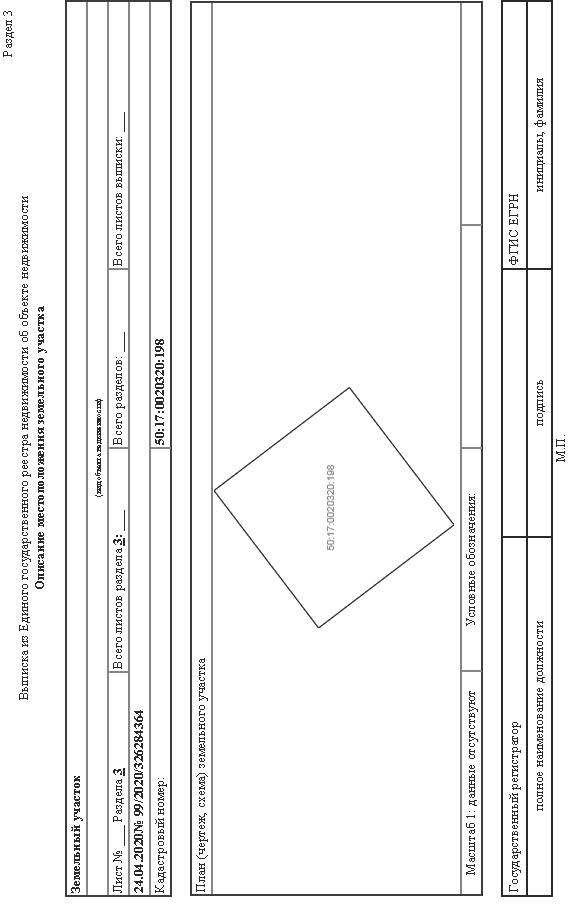 Раздел 3
Выписка из Единого государственного реестра недвижимости об объекте недвижимости
Описание местоположения земельного участка
Земельный участок
(вид объекта недвижимости)
Лист № ___ Раздела 3 Всего листов раздела 3: ___ Всего разделов: ___ Всего листов выписки: ___
24.04.2020№ 99/2020/326284364
Кадастровый номер: 50:17:0020320:198
План (чертеж, схема) земельного участка
50:17:0020320:198
Масштаб 1: данные отсутствуют Условные обозначения:
Государственный регистратор ФГИС ЕГРН
полное наименование должности подпись инициалы, фамилия
М.П.